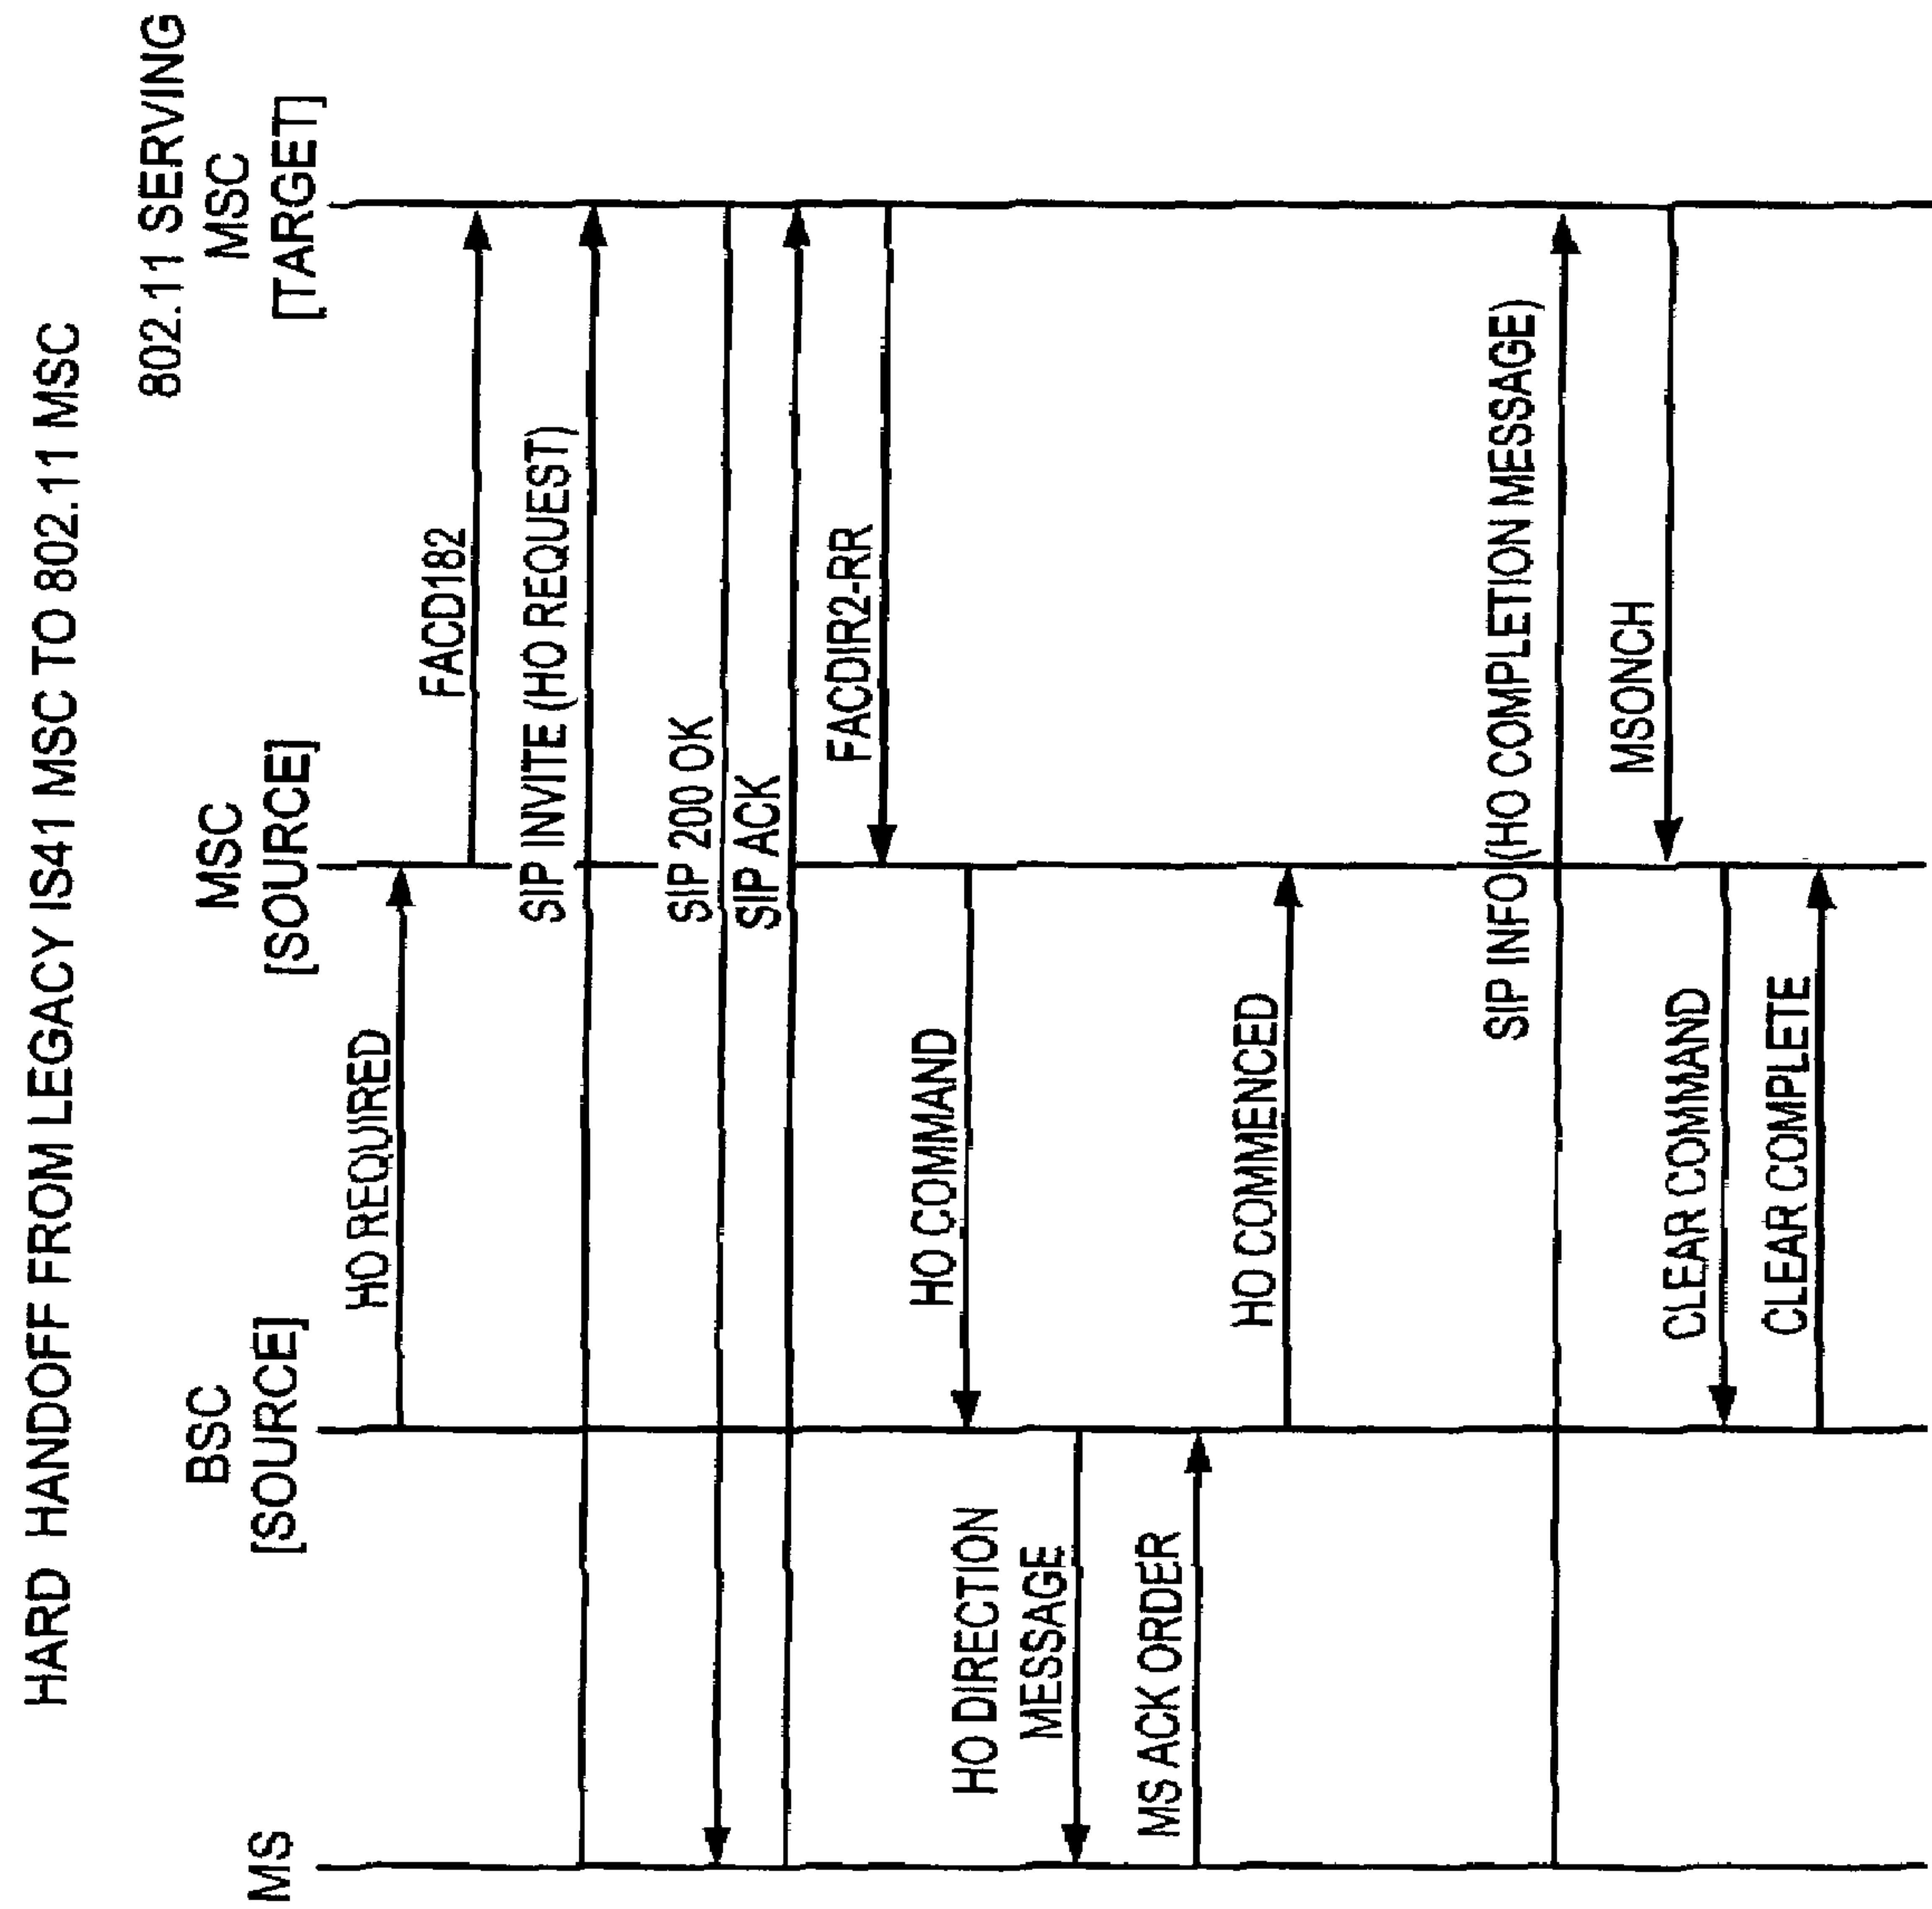 HARD HANDOFF FROM LEGACY IS41 MSC TO 802.11 MSC
MS
BSC
[SOURCE]
MSC
[SOURCE]
802.11 SERVING
MSC
[TARGET]
HO REQUIRED
FACD182
SIP INVITE (HO REQUEST)
SIP 200 OK
SIP ACK
FACDIR2-RR
HO COMMAND
HO DIRECTION
MESSAGE
MS ACK ORDER
HO COMMENCED
SIP INFO (HO COMPLETION MESSAGE)
MSONCH
CLEAR COMMAND
CLEAR COMPLETE